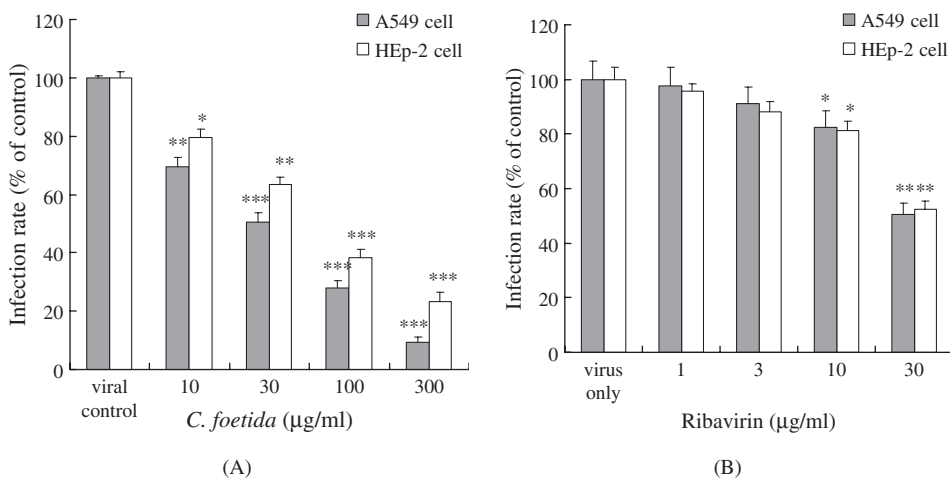 120
100
80
60
40
20
0
Infection rate (% of control)
A549 cell
HEp-2 cell
**
*
***
**
***
***
***
***
viral
control
10
30
100
300
C. foetida (μg/ml)
(A)
120
100
80
60
40
20
0
Infection rate (% of control)
A549 cell
HEp-2 cell
*
*
****
virus
only
1
3
10
30
Ribavirin (μg/ml)
(B)